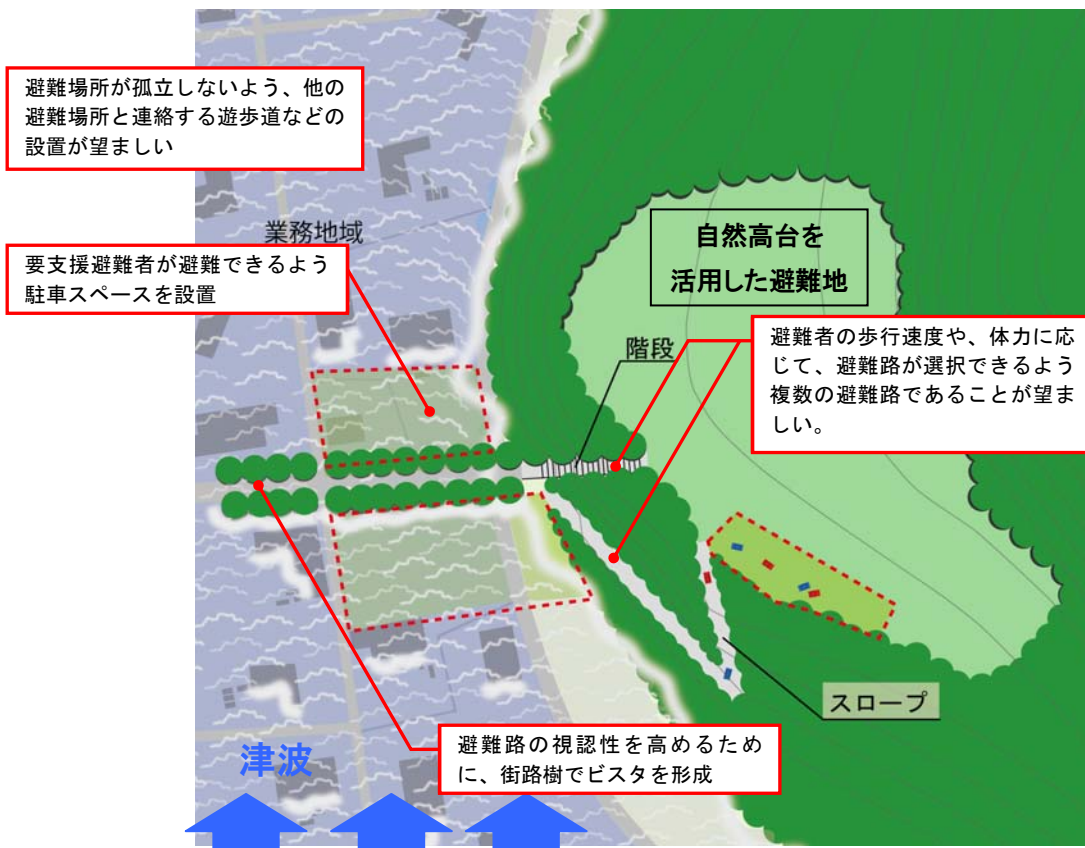 避難場所が孤立しないよう、他の
避難場所と連絡する遊歩道などの
設置が望ましい
業務地域
要支援避難者が避難できるよう
駐車スペースを設置
自然高台を
活用した避難地
階段
避難者の歩行速度や、体力に応
じて、避難路が選択できるよう
複数の避難路であることが望ま
しい。
スロープ
避難路の視認性を高めるため
に、街路樹でビスタを形成
津波